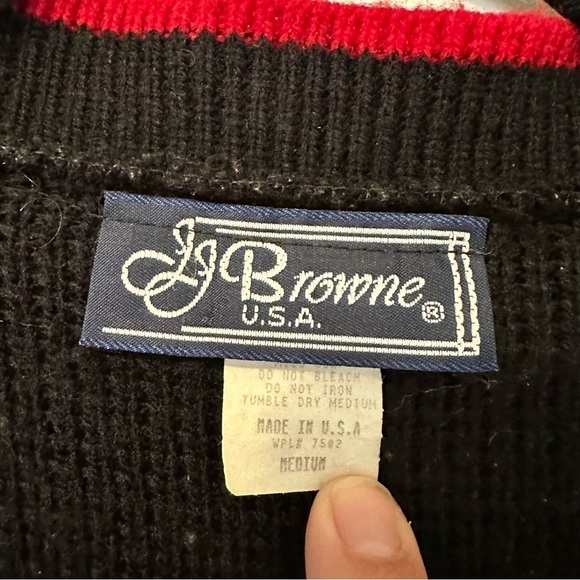 JJ Browne ®
U.S.A.
DO NOT BLEACH
DO NOT IRON
TUMBLE DRY MEDIUM
MADE IN U.S.A
WPL# 7502
MEDIUM